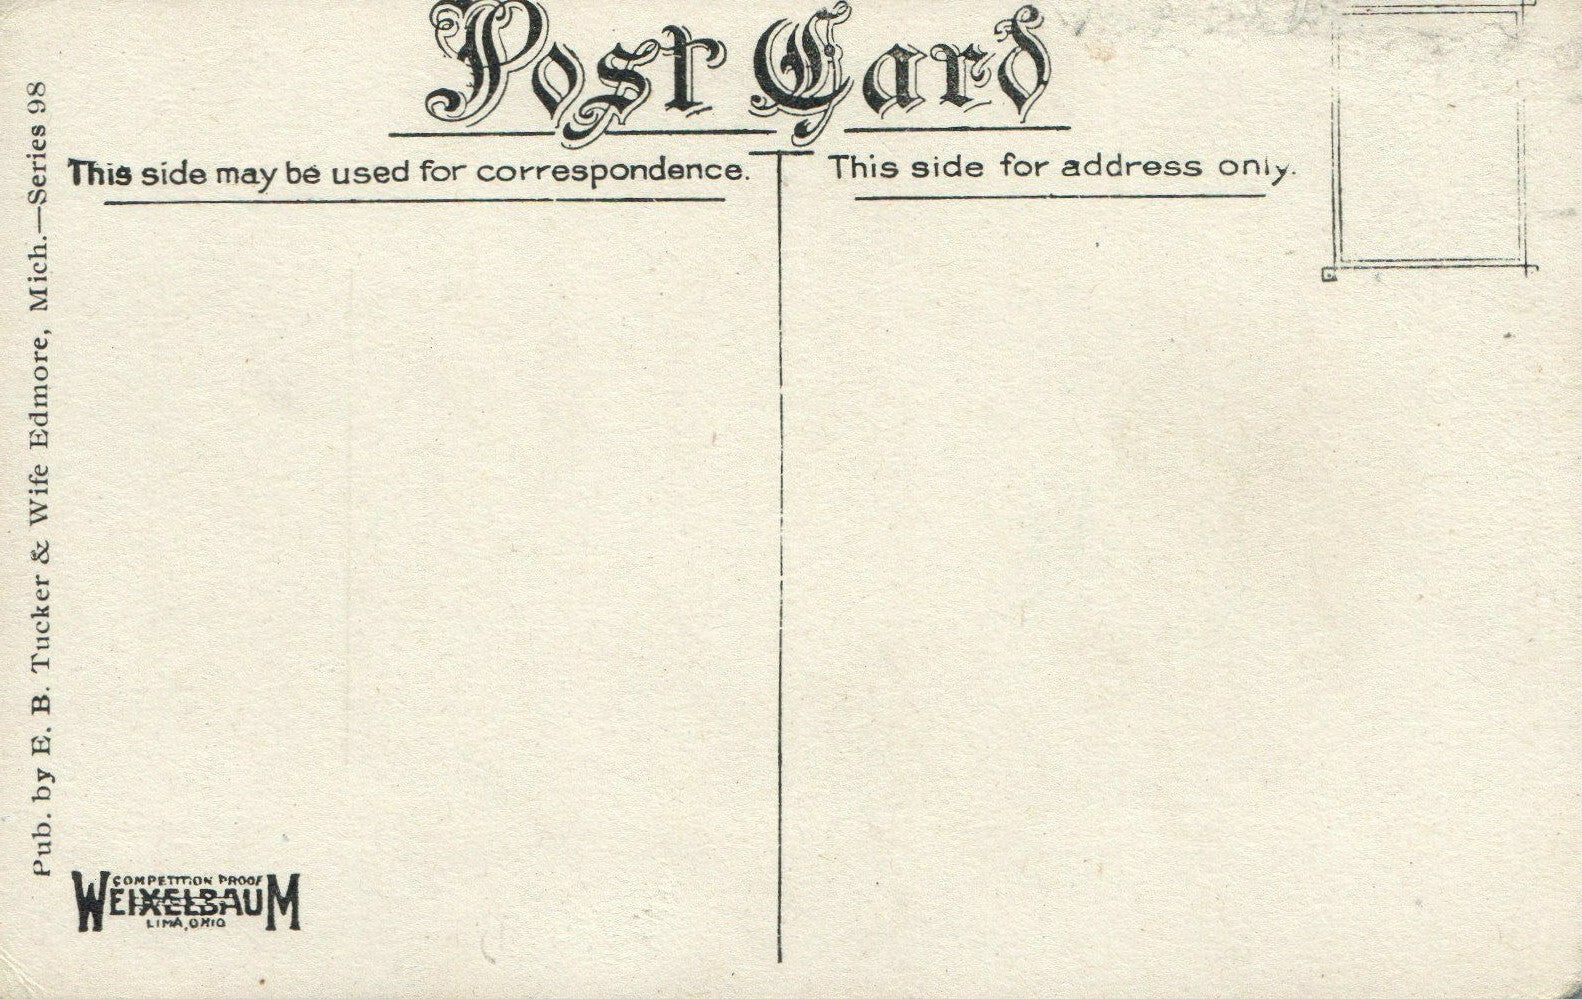 Post Card
This side may be used for correspondence.
This side for address only.
Pub. by E. B. Tucker & Wife Edmore, Mich.—Series 98
COMPETITION PROOF
WEIXELBAUM
LIMA, OHIO